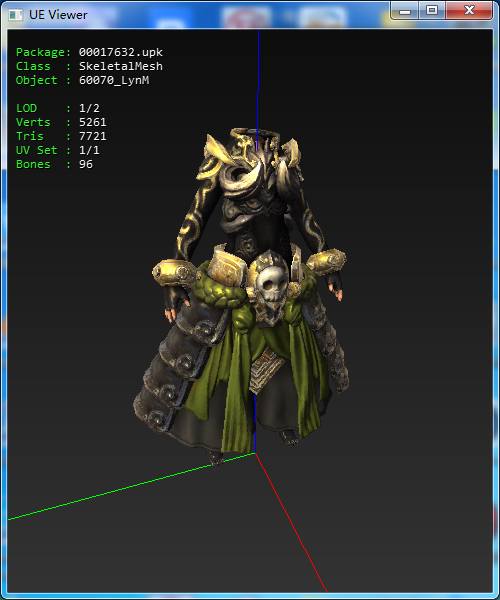 UE Viewer
Package: 00017632.upk
Class : SkeletalMesh
Object : 60070_LynM
LOD : 1/2
Verts : 5261
Tris : 7721
UV Set : 1/1
Bones : 96